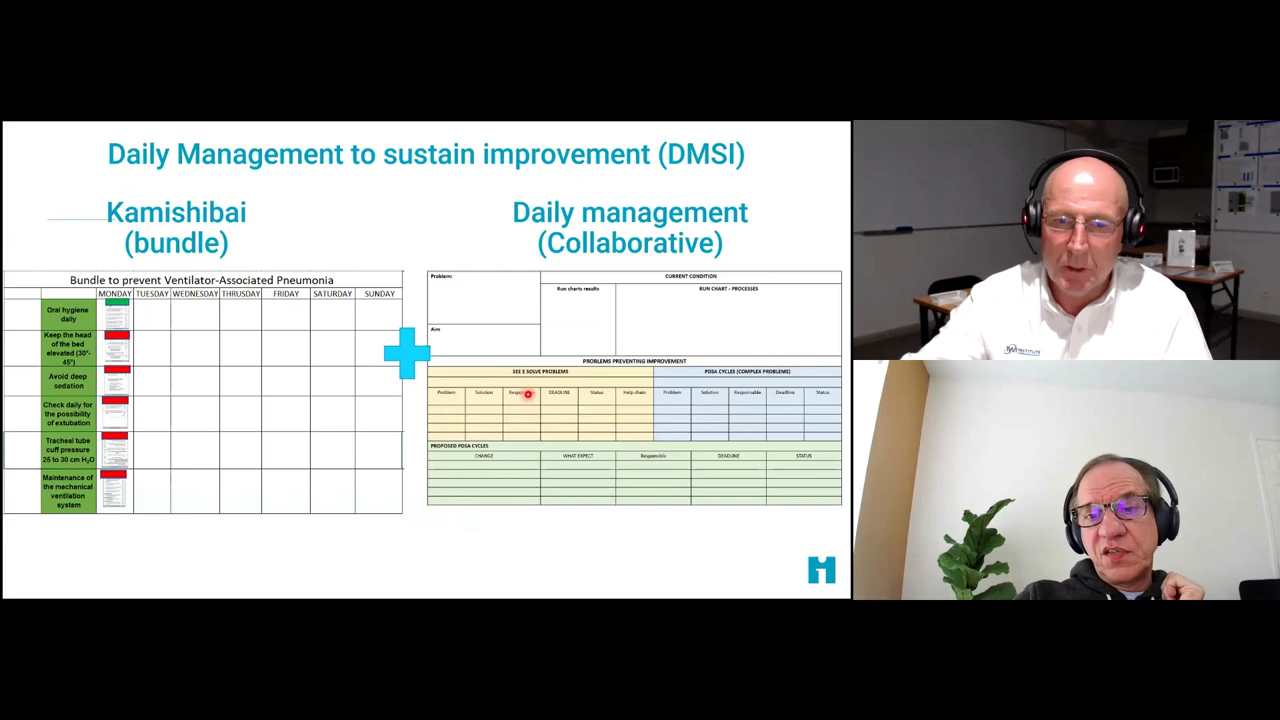 Daily Management to sustain improvement (DMSI)
Kamishibai
(bundle)
Daily management
(Collaborative)
Bundle to prevent Ventilator-Associated Pneumonia
MONDAY TUESDAY WEDNESDAY THRUSDAY FRIDAY SATURDAY SUNDAY
Oral hygiene
daily
Keep the head
of the bed
elevated (30°-
45°)
Avoid deep
sedation
Check daily for
the possibility
of extubation
Tracheal tube
cuff pressure
25 to 30 cm H₂O
Maintenance of
the mechanical
ventilation
system
Problem:
CURRENT CONDITION
Run charts results
RUN CHART - PROCESSES
Aim
PROBLEMS PREVENTING IMPROVEMENT
SEE E SOLVE PROBLEMS
PDSA CYCLES (COMPLEX PROBLEMS)
Problem Solution DEADLINE Status Help chain Problem Solution Responsable Deadline Status
PROPOSED PDSA CYCLES
CHANGE WHAT EXPECT Responsible DEADLINE STATUS
INSTITUTE